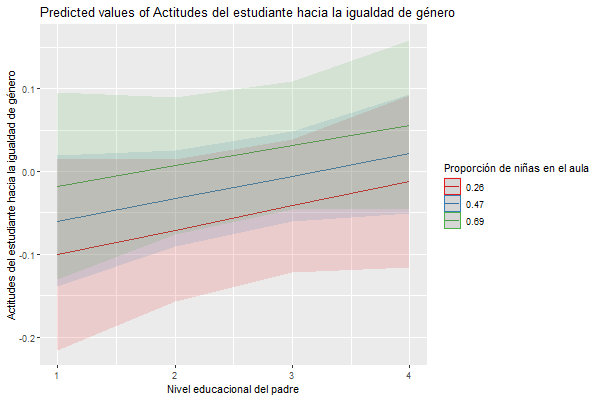 Predicted values of Actitudes del estudiante hacia la igualdad de género
Actitudes del estudiante hacia la igualdad de género
0.1
0.0
-0.1
-0.2
1
2
3
4
Nivel educacional del padre
Proporción de niñas en el aula
0.26
0.47
0.69